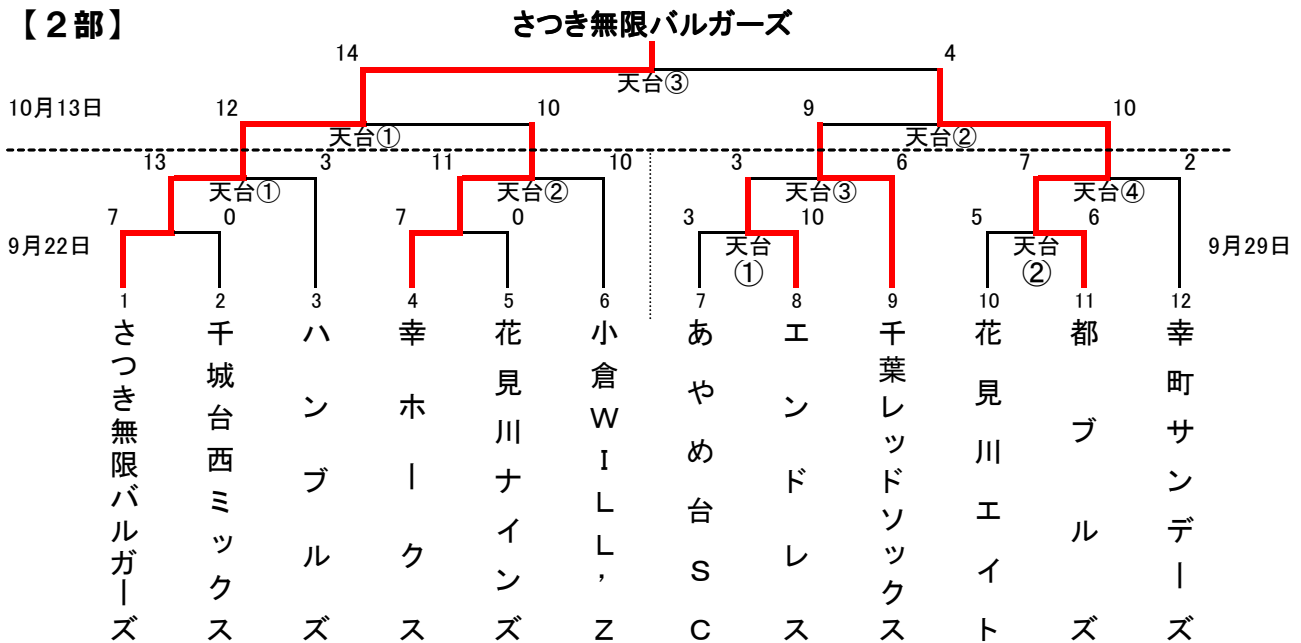 【２部】
さつき無限バルガーズ
14
4
天台③
10月13日
12
10
9
10
天台①
天台②
13
3
11
10
3
6
7
2
天台①
天台②
天台③
天台④
7
0
7
0
3
10
5
6
9月22日
天台
①
天台
②
9月29日
1
2
3
4
5
6
7
8
9
10
11
12
さつき無限バルガーズ
千城台西ミックス
ハンブルズ
幸ホークス
花見川ナインズ
小倉ＷＩＬＬ’Ｚ
あやめ台ＳＣ
エンドレス
千葉レッドソックス
花見川エイト
都ブルズ
幸町サンデーズ